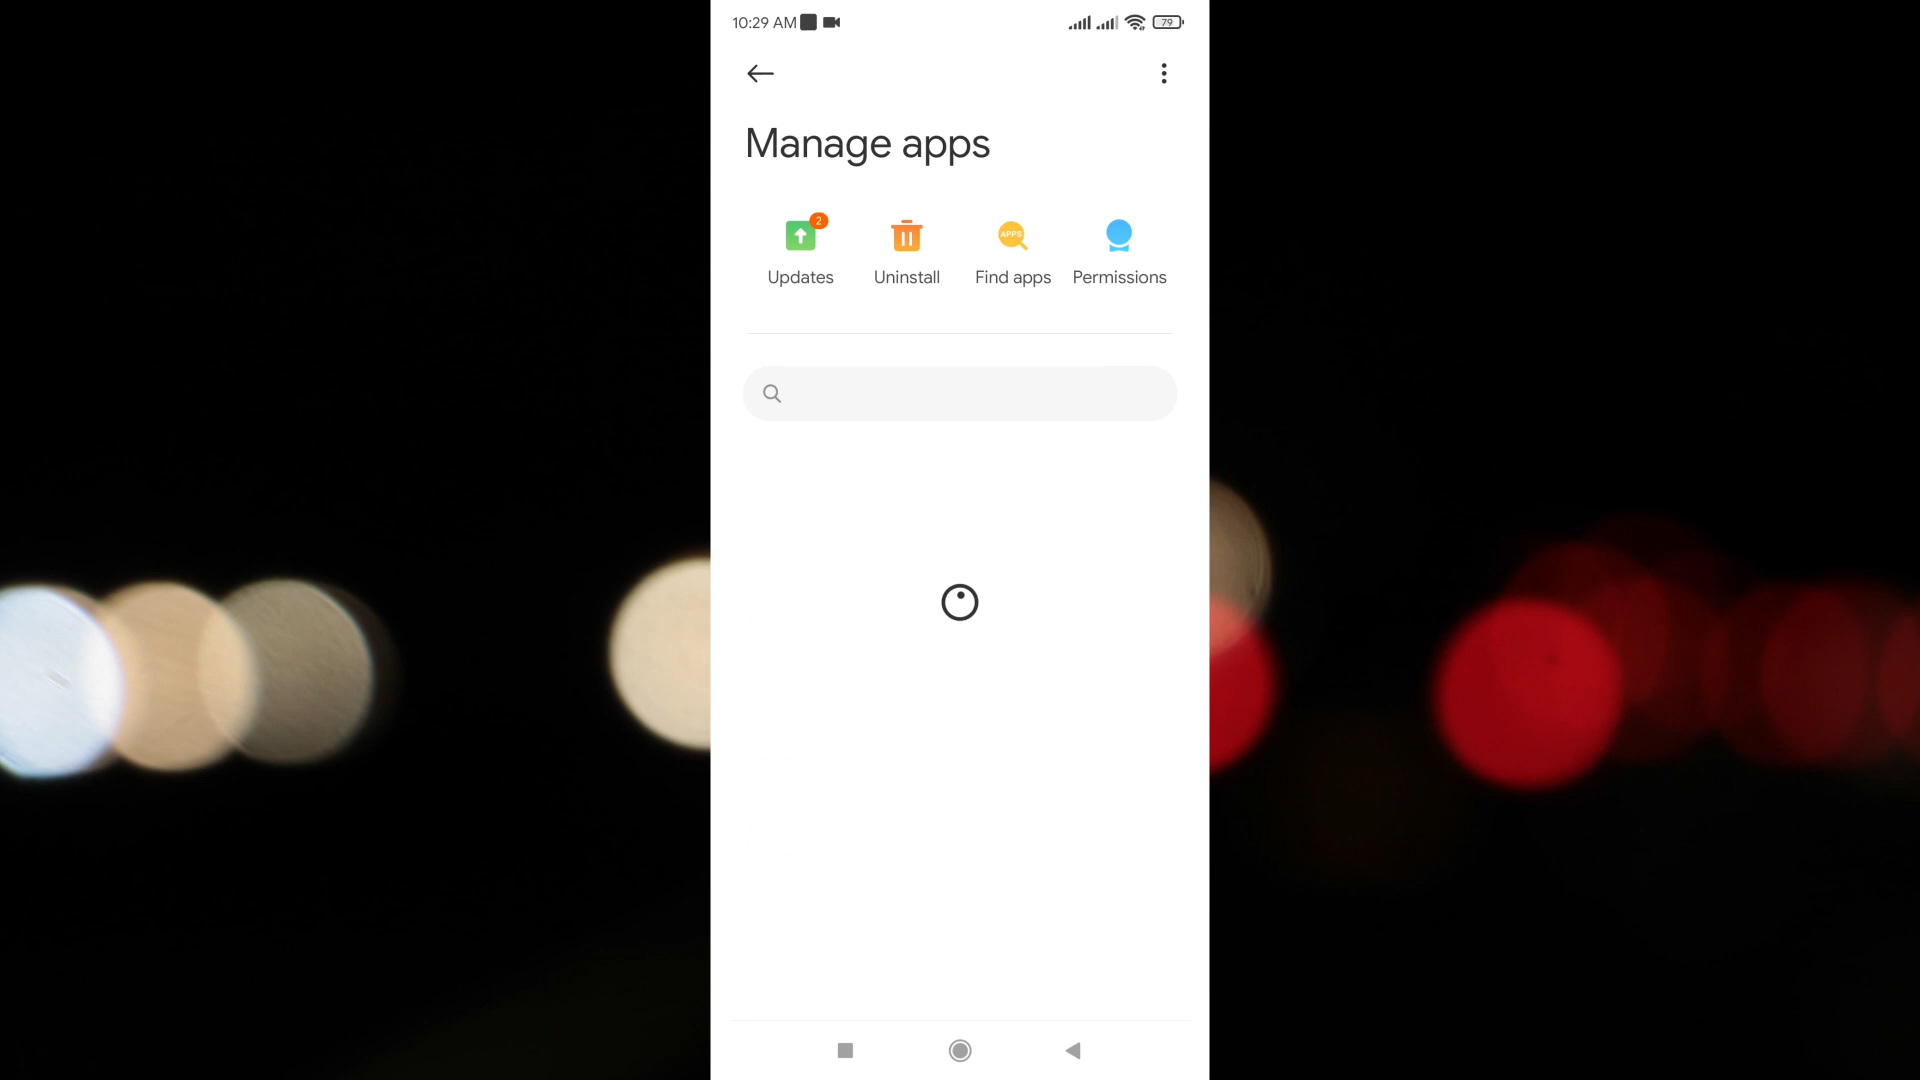 10:29 AM
79
Manage apps
2
APPS
Updates
Uninstall
Find apps
Permissions